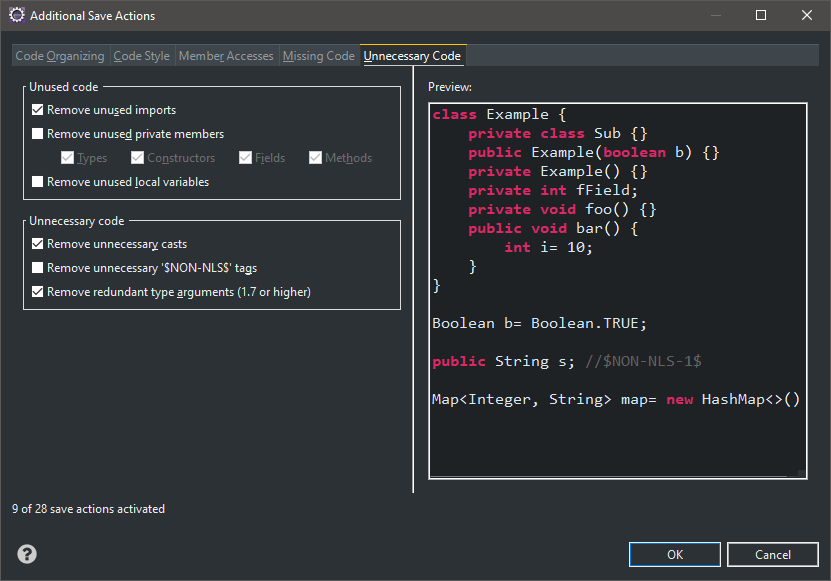 Additional Save Actions
Code Organizing Code Style Member Accesses Missing Code Unnecessary Code
Unused code
Remove unused imports
Remove unused private members
Types Constructors Fields Methods
Remove unused local variables
Unnecessary code
Remove unnecessary casts
Remove unnecessary '$NON-NLS$' tags
Remove redundant type arguments (1.7 or higher)
Preview:
class Example {
    private class Sub {}
    public Example(boolean b) {}
    private Example() {}
    private int fField;
    private void foo() {}
    public void bar() {
        int i= 10;
    }
}
Boolean b= Boolean.TRUE;
public String s; //$NON-NLS-1$
Map<Integer, String> map= new HashMap<>()
9 of 28 save actions activated
?
OK Cancel